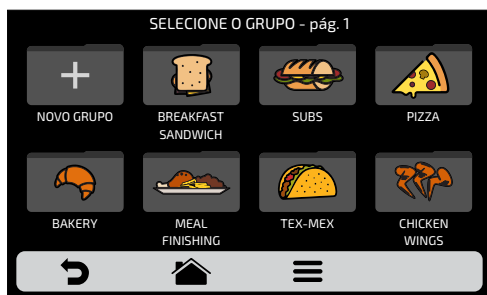 SELECIONE O GRUPO - pág. 1
NOVO GRUPO
BREAKFAST
SANDWICH
SUBS
PIZZA
BAKERY
MEAL
FINISHING
TEX-MEX
CHICKEN
WINGS